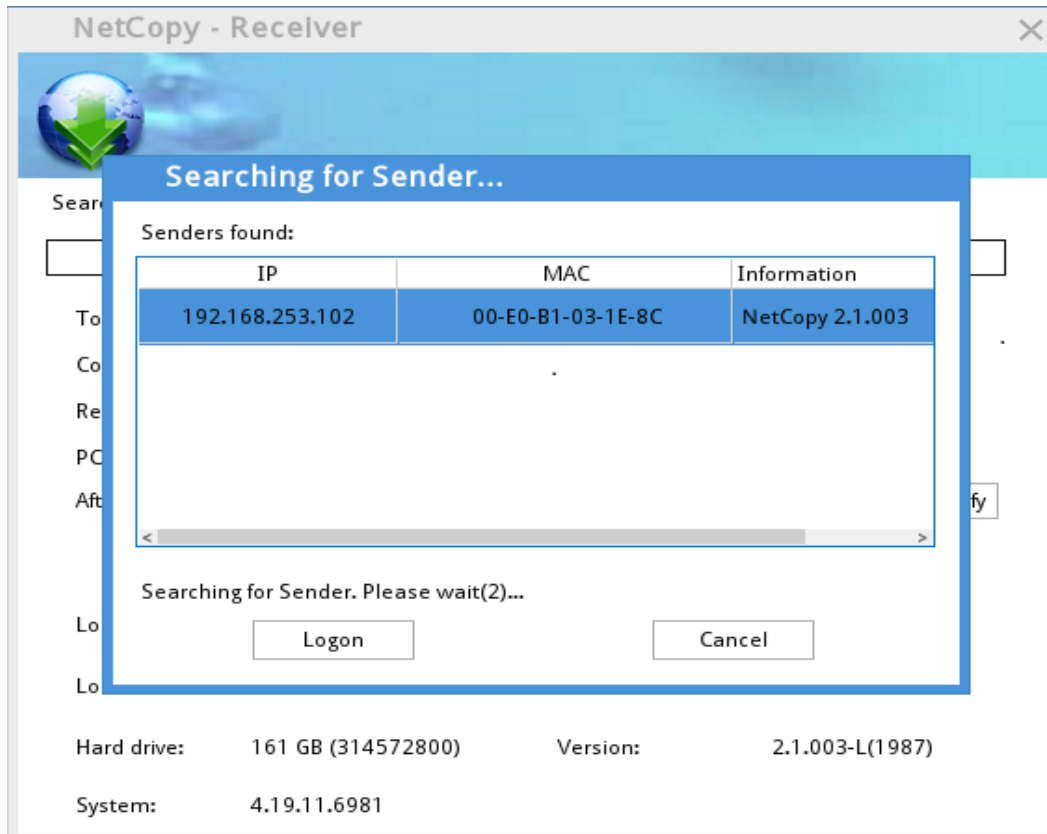 NetCopy - Receiver
Searching for Sender...
Senders found:
IP MAC Information
192.168.253.102 00-E0-B1-03-1E-8C NetCopy 2.1.003
Searching for Sender. Please wait(2)...
Logon Cancel
Hard drive: 161 GB (314572800) Version: 2.1.003-L(1987)
System: 4.19.11.6981